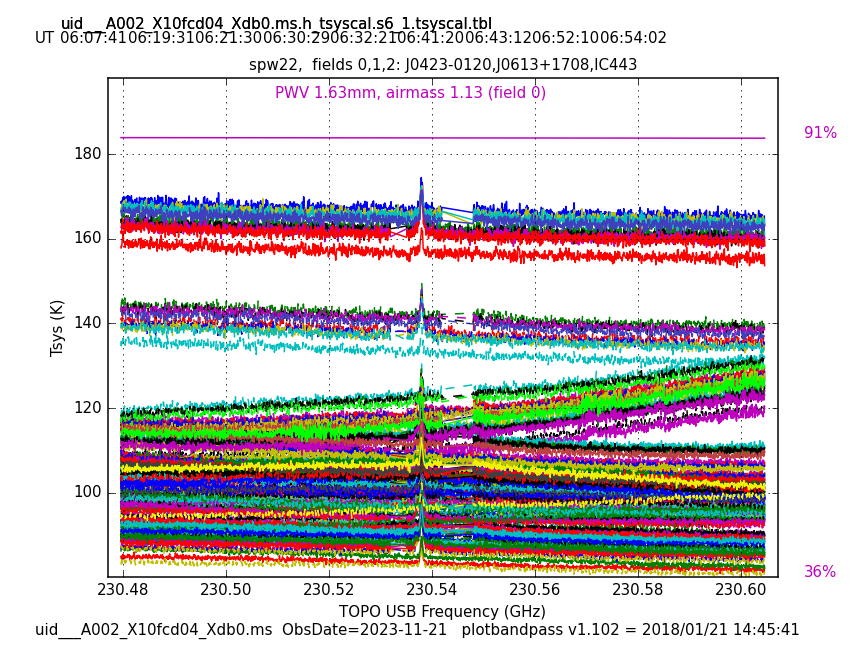 uid___A002_X10fcd04_Xdb0.ms.h_tsyscal.s6_1.tsyscal.tbl
UT 06:07:4106:19:3106:21:3006:30:2906:32:2106:41:2006:43:1206:52:1006:54:02
spw22,  fields 0,1,2: J0423-0120,J0613+1708,IC443
PWV 1.63mm, airmass 1.13 (field 0)
91%
180
160
140
120
100
Tsys (K)
36%
230.48 230.50 230.52 230.54 230.56 230.58 230.60
TOPO USB Frequency (GHz)
uid___A002_X10fcd04_Xdb0.ms  ObsDate=2023-11-21   plotbandpass v1.102 = 2018/01/21 14:45:41